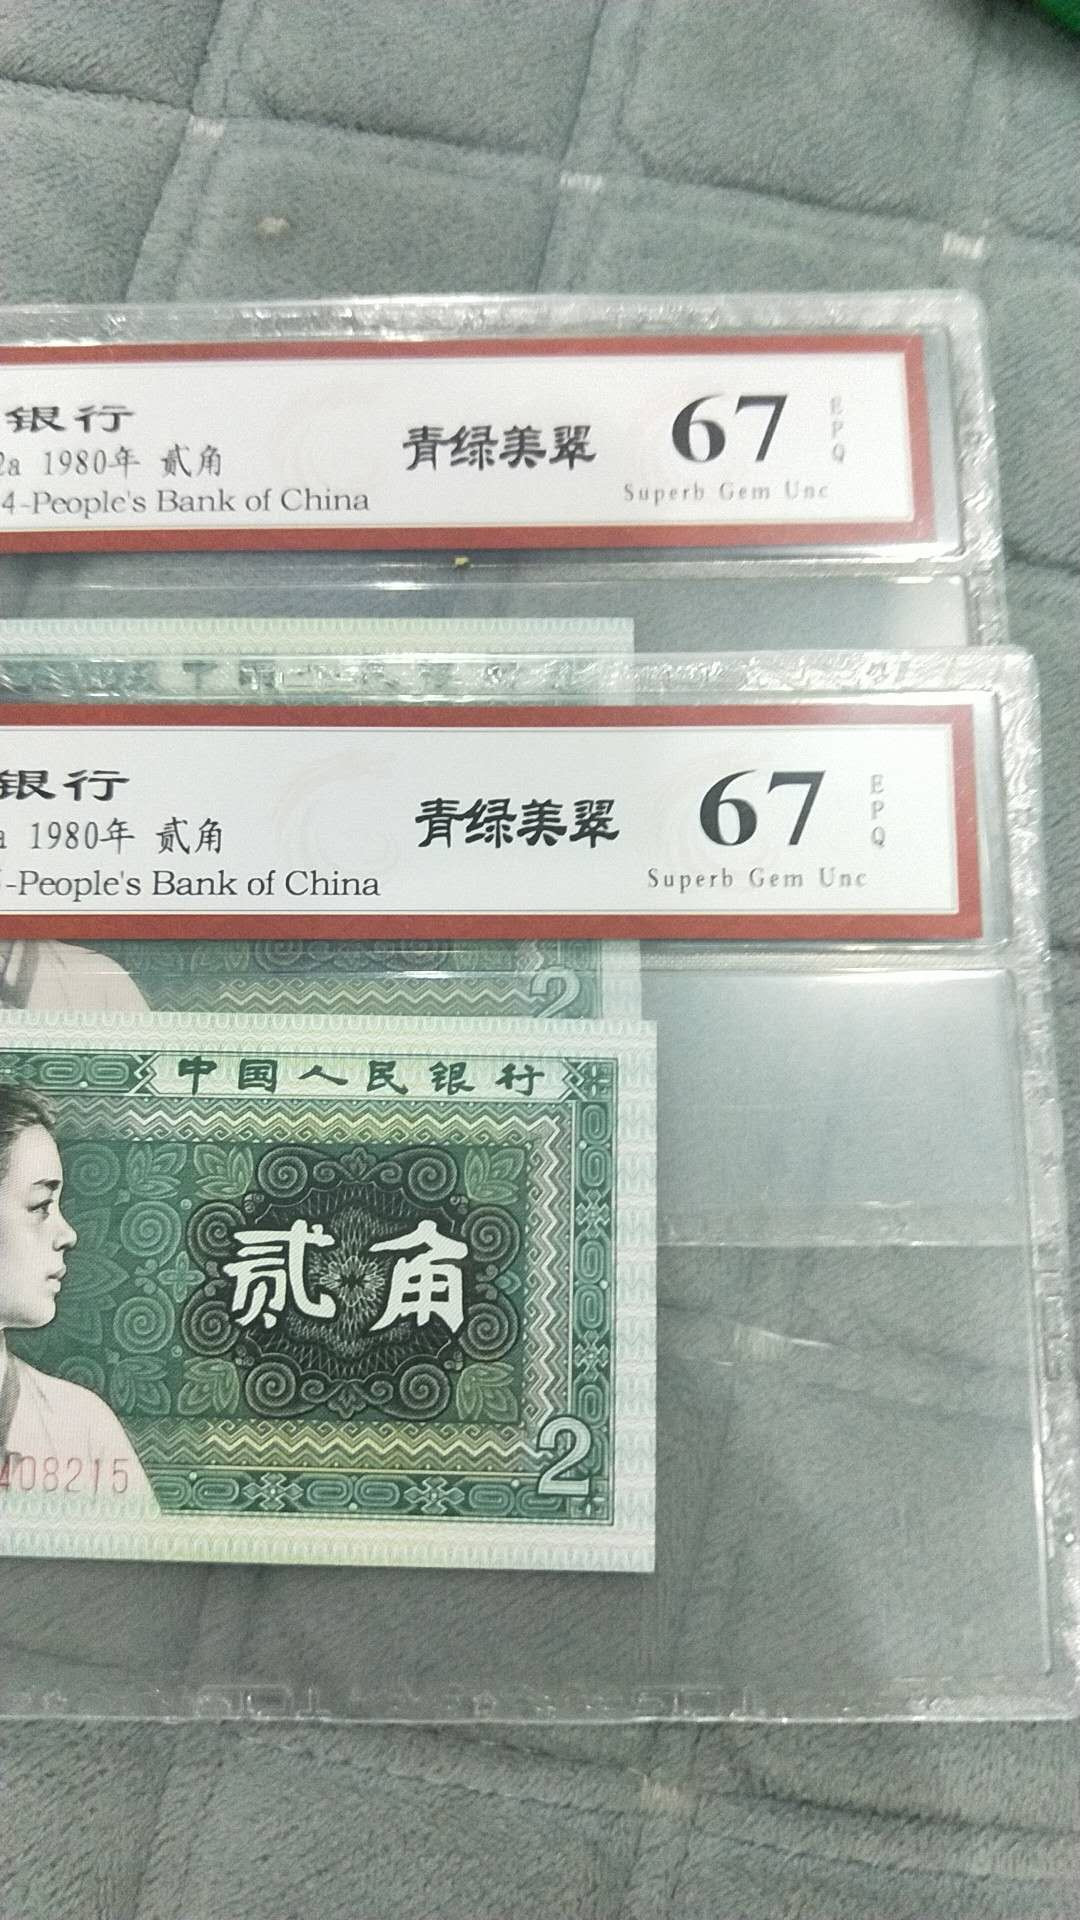 银行
2a 1980年 贰角
4-People's Bank of China
青绿美翠
67
EPQ
Superb Gem Unc
银行
1980年 贰角
-People's Bank of China
青绿美翠
67
EPQ
Superb Gem Unc
2
中国人民银行
贰角
408215
2